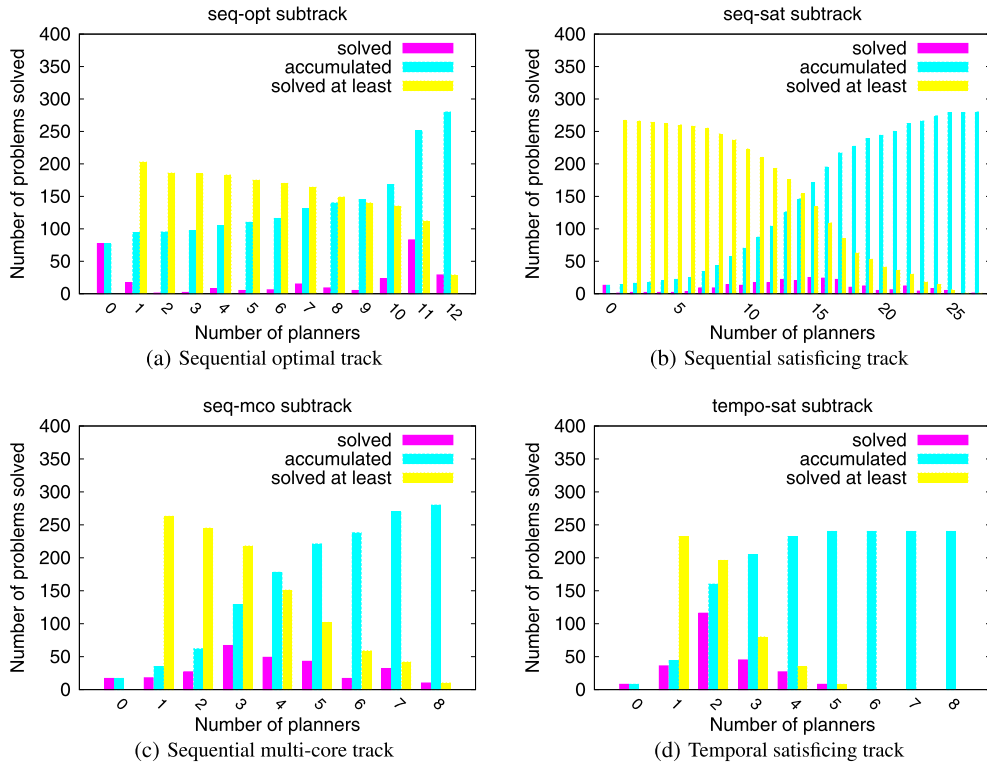 seq-opt subtrack
400
350
300
250
200
150
100
50
0
Number of problems solved
solved
accumulated
solved at least
0 1 2 3 4 5 6 7 8 9 10 11 12
Number of planners
(a) Sequential optimal track
seq-sat subtrack
400
350
300
250
200
150
100
50
0
Number of problems solved
solved
accumulated
solved at least
0 5 10 15 20 25
Number of planners
(b) Sequential satisficing track
seq-mco subtrack
400
350
300
250
200
150
100
50
0
Number of problems solved
solved
accumulated
solved at least
0 1 2 3 4 5 6 7 8
Number of planners
(c) Sequential multi-core track
tempo-sat subtrack
400
350
300
250
200
150
100
50
0
Number of problems solved
solved
accumulated
solved at least
0 1 2 3 4 5 6 7 8
Number of planners
(d) Temporal satisficing track